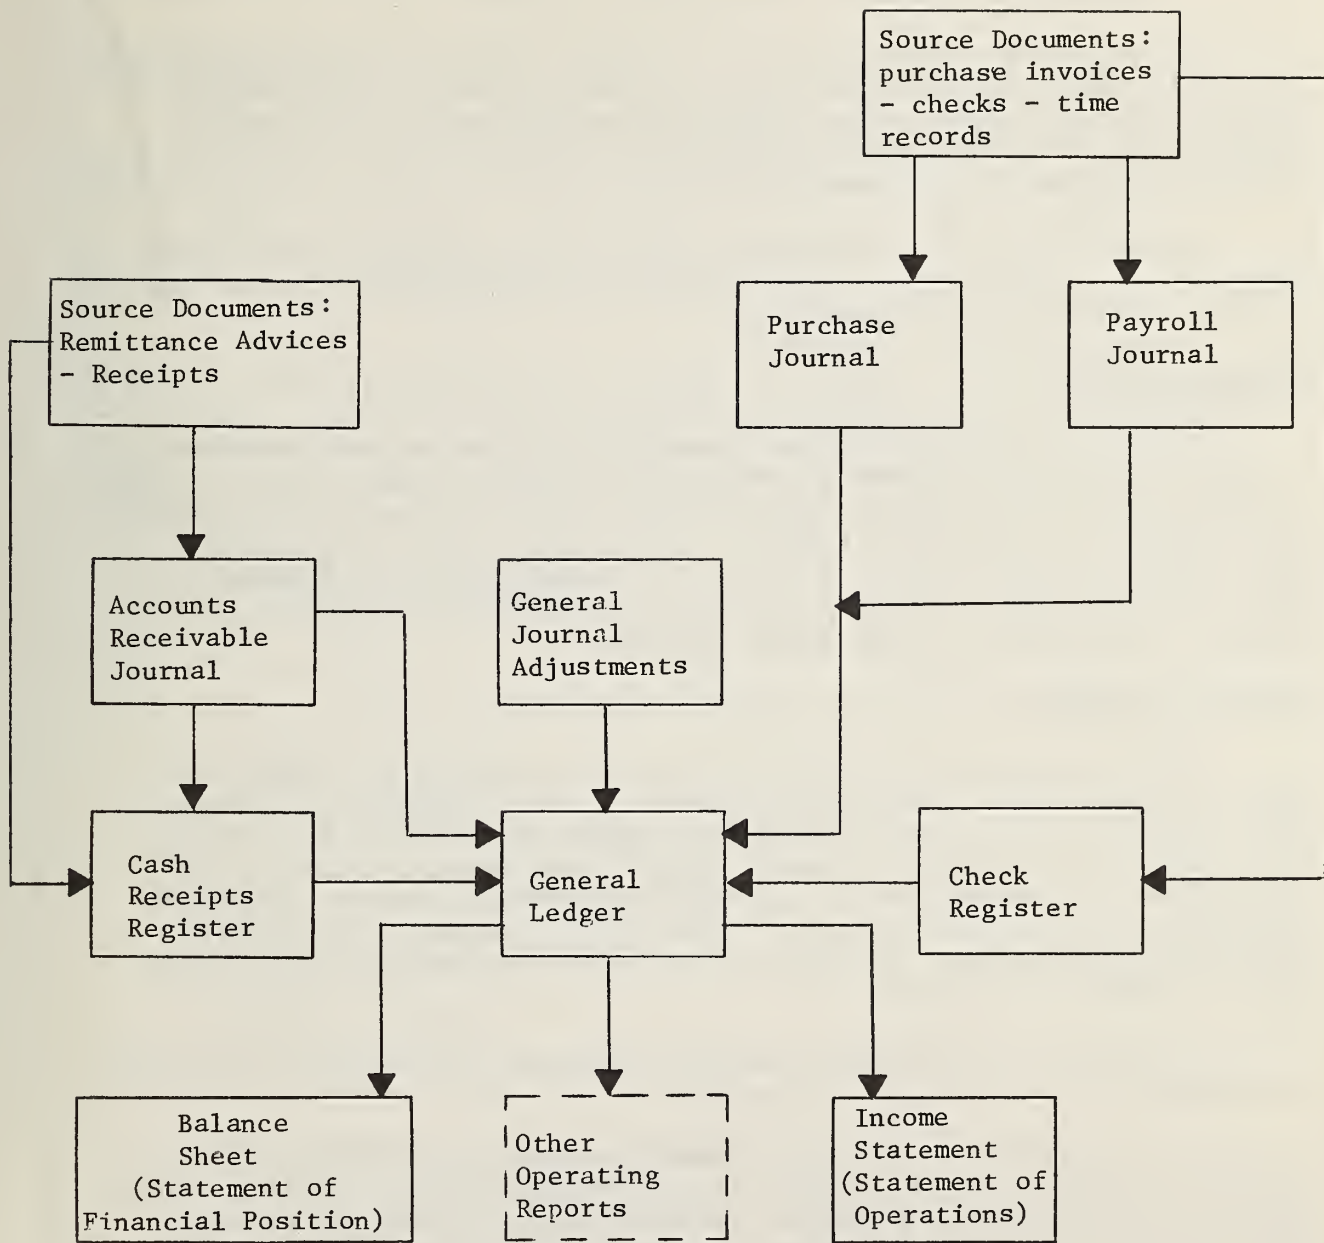 Source Documents:
purchase invoices
- checks - time
records
Source Documents:
Remittance Advices
- Receipts
Purchase
Journal
Payroll
Journal
Accounts
Receivable
Journal
General
Journal
Adjustments
Cash
Receipts
Register
General
Ledger
Check
Register
Balance
Sheet
(Statement of
Financial Position)
Other
Operating
Reports
Income
Statement
(Statement of
Operations)